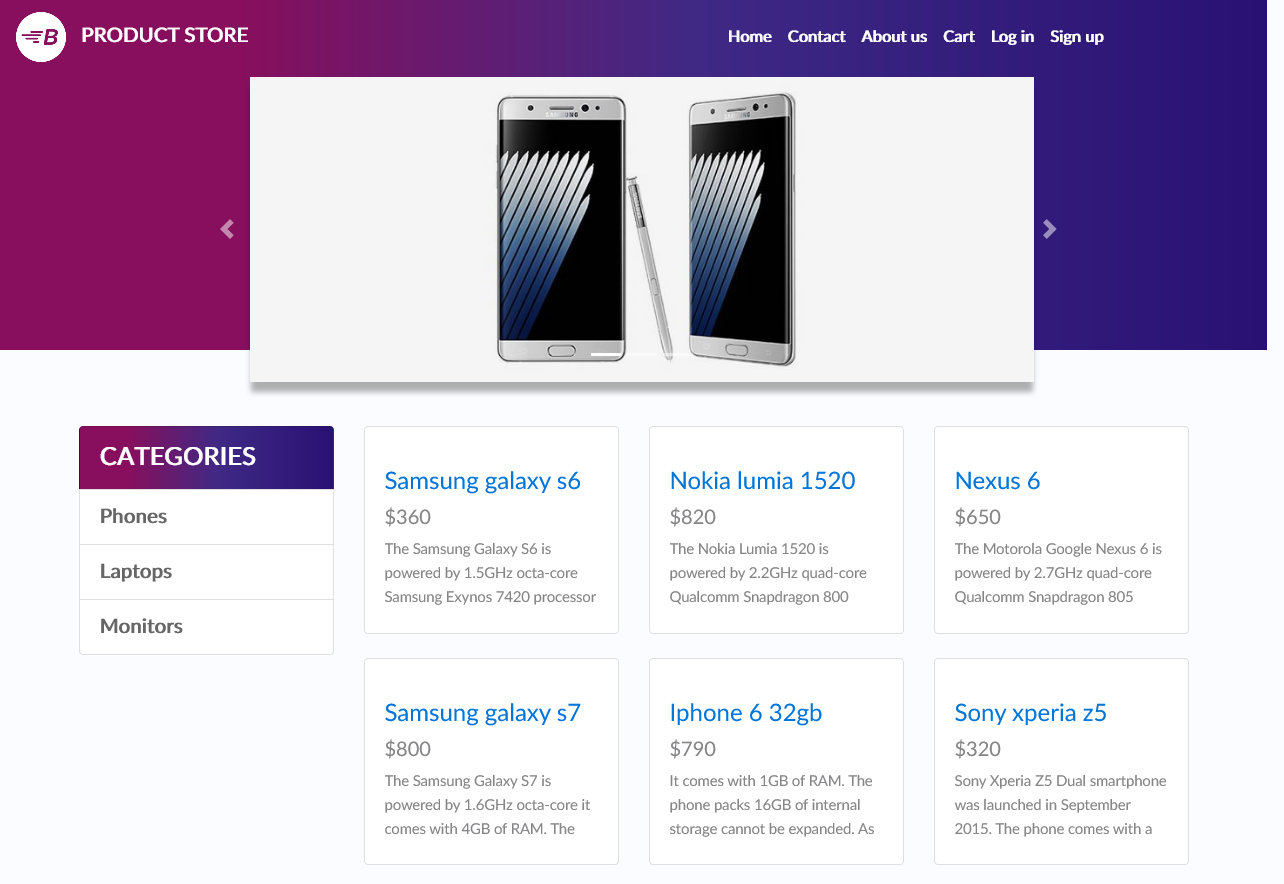 B PRODUCT STORE
Home Contact About us Cart Log in Sign up
SAMSUNG SAMSUNG
CATEGORIES
Phones
Laptops
Monitors
Samsung galaxy s6
$360
The Samsung Galaxy S6 is
powered by 1.5GHz octa-core
Samsung Exynos 7420 processor
Nokia lumia 1520
$820
The Nokia Lumia 1520 is
powered by 2.2GHz quad-core
Qualcomm Snapdragon 800
Nexus 6
$650
The Motorola Google Nexus 6 is
powered by 2.7GHz quad-core
Qualcomm Snapdragon 805
Samsung galaxy s7
$800
The Samsung Galaxy S7 is
powered by 1.6GHz octa-core it
comes with 4GB of RAM. The
Iphone 6 32gb
$790
It comes with 1GB of RAM. The
phone packs 16GB of internal
storage cannot be expanded. As
Sony xperia z5
$320
Sony Xperia Z5 Dual smartphone
was launched in September
2015. The phone comes with a